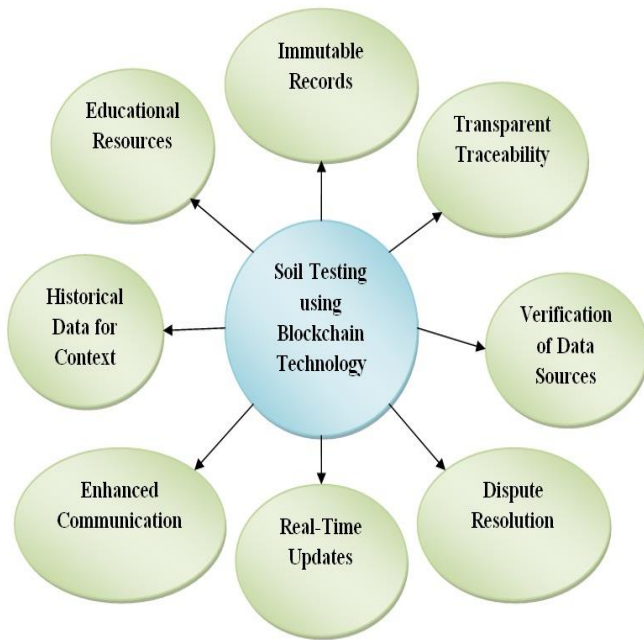 Immutable
Records
Educational
Resources
Transparent
Traceability
Soil Testing
using
Blockchain
Technology
Historical
Data for
Context
Verification
of Data
Sources
Enhanced
Communication
Real-Time
Updates
Dispute
Resolution